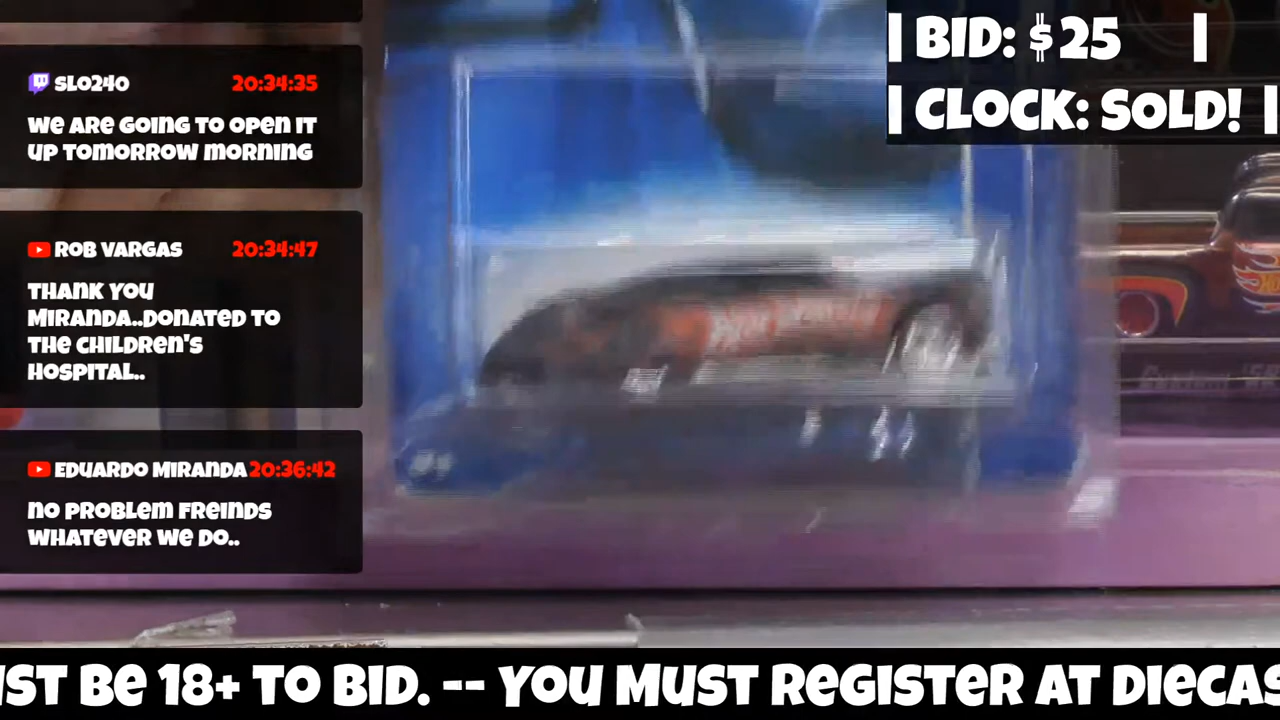 SLO240 20:34:35
WE ARE GOING TO OPEN IT
UP TOMORROW MORNING
ROB VARGAS 20:34:47
THANK YOU
MIRANDA..DONATED TO
THE CHILDREN'S
HOSPITAL..
EDUARDO MIRANDA 20:36:42
NO PROBLEM FREINDS
WHATEVER WE DO..
| BID: $25 |
| CLOCK: SOLD! |
UST BE 18+ TO BID. -- YOU MUST REGISTER AT DIECAS